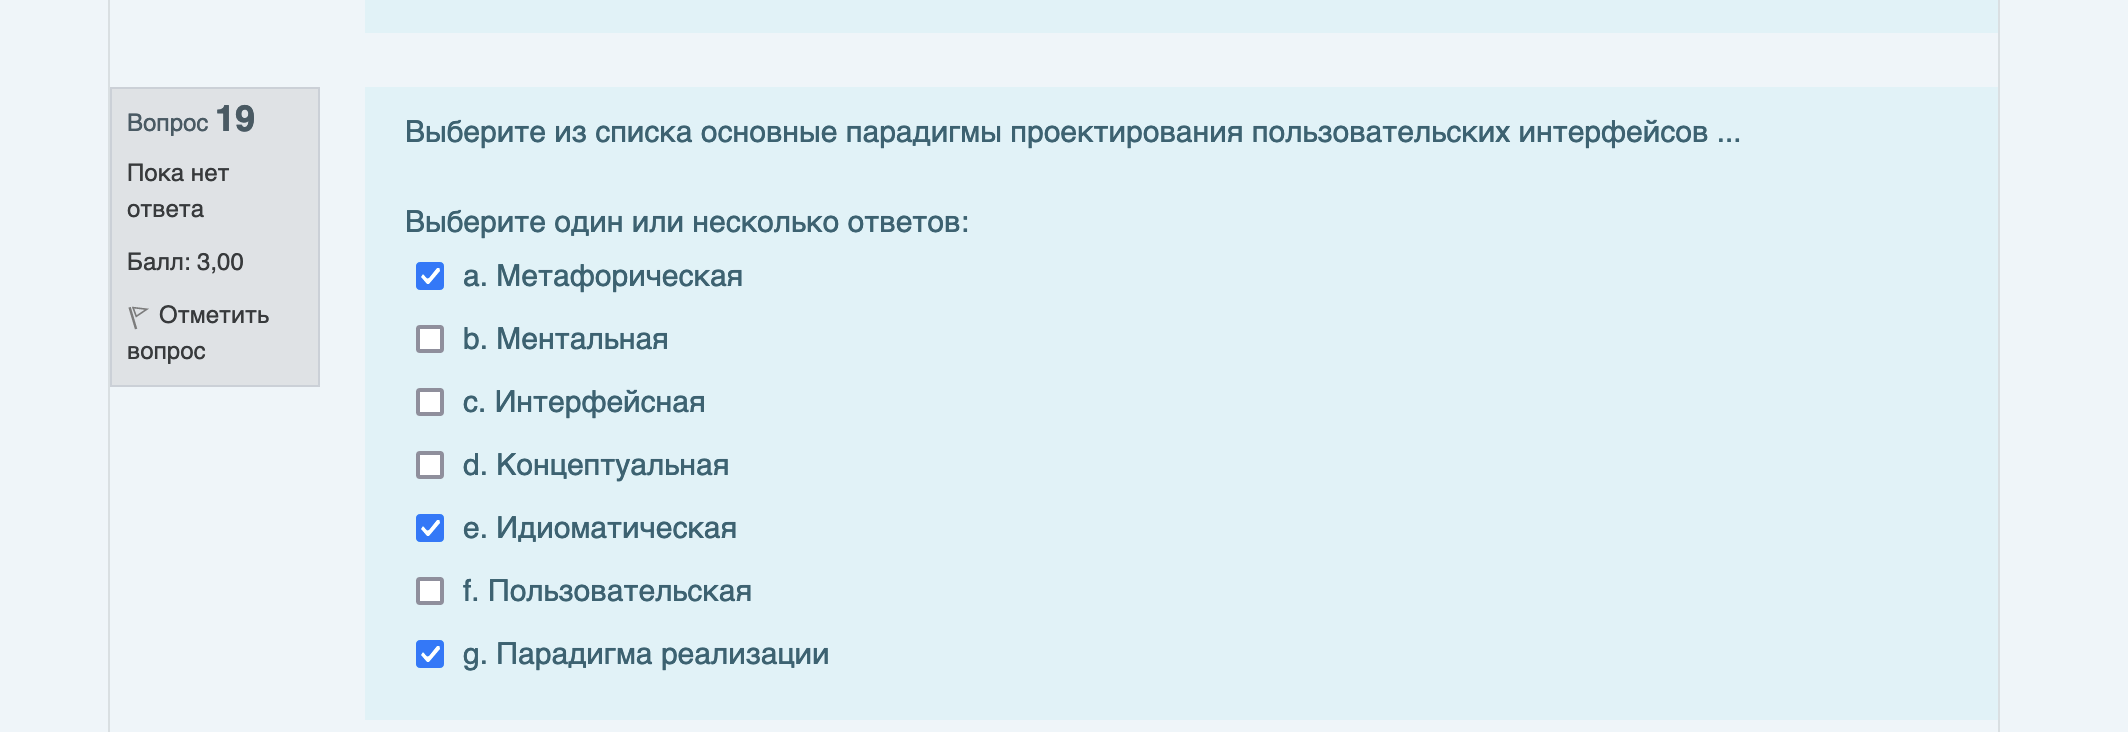 Вопрос 19
Пока нет
ответа
Балл: 3,00
Отметить
вопрос
Выберите из списка основные парадигмы проектирования пользовательских интерфейсов ...
Выберите один или несколько ответов:
a. Метафорическая
b. Ментальная
c. Интерфейсная
d. Концептуальная
e. Идиоматическая
f. Пользовательская
g. Парадигма реализации